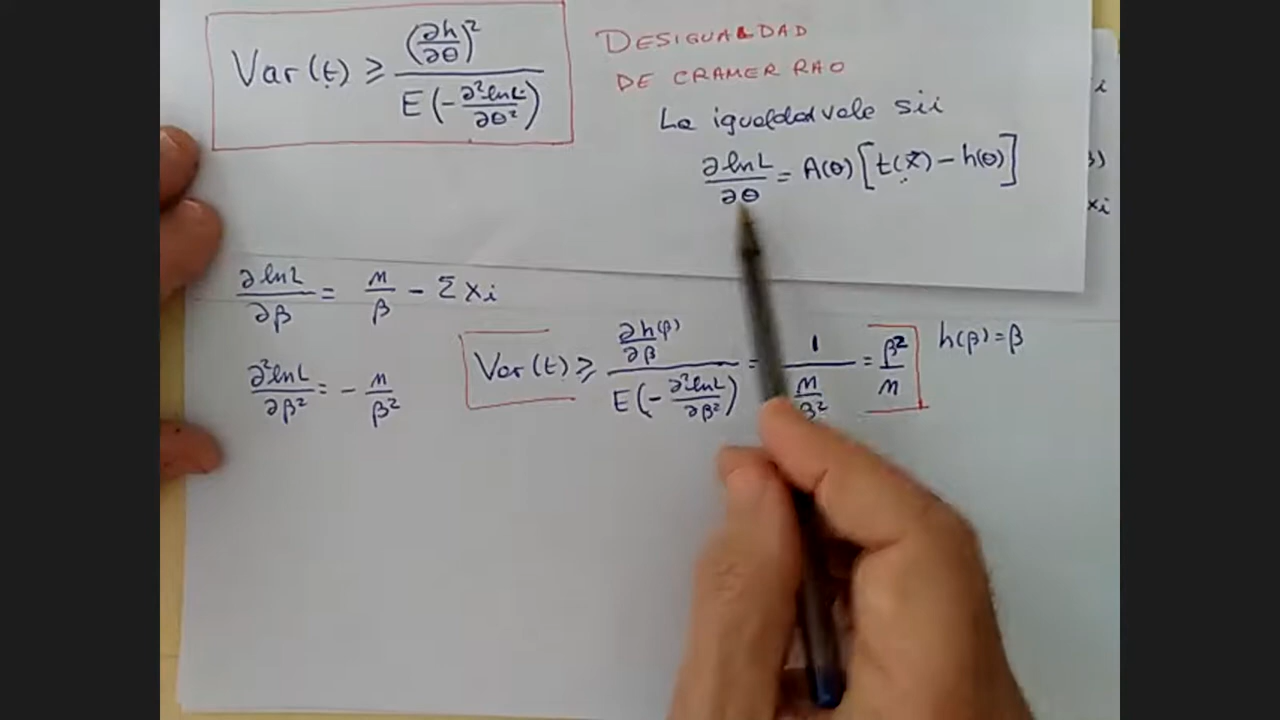 Var(t) ≥ (∂h/∂θ)² / E(-∂²lnL/∂θ²)
DESIGUALDAD
DE CRAMER RAO
La igualdad vale sii
∂lnL/∂θ = A(θ)[t(x) - h(θ)]
∂lnL/∂β = n/β - Σxi
∂²lnL/∂β² = -n/β²
Var(t) ≥ ∂h(β)/∂β / E(-∂²lnL/∂β²) = 1 / (n/β²) = β²/n
h(β)=β
i
)
xi